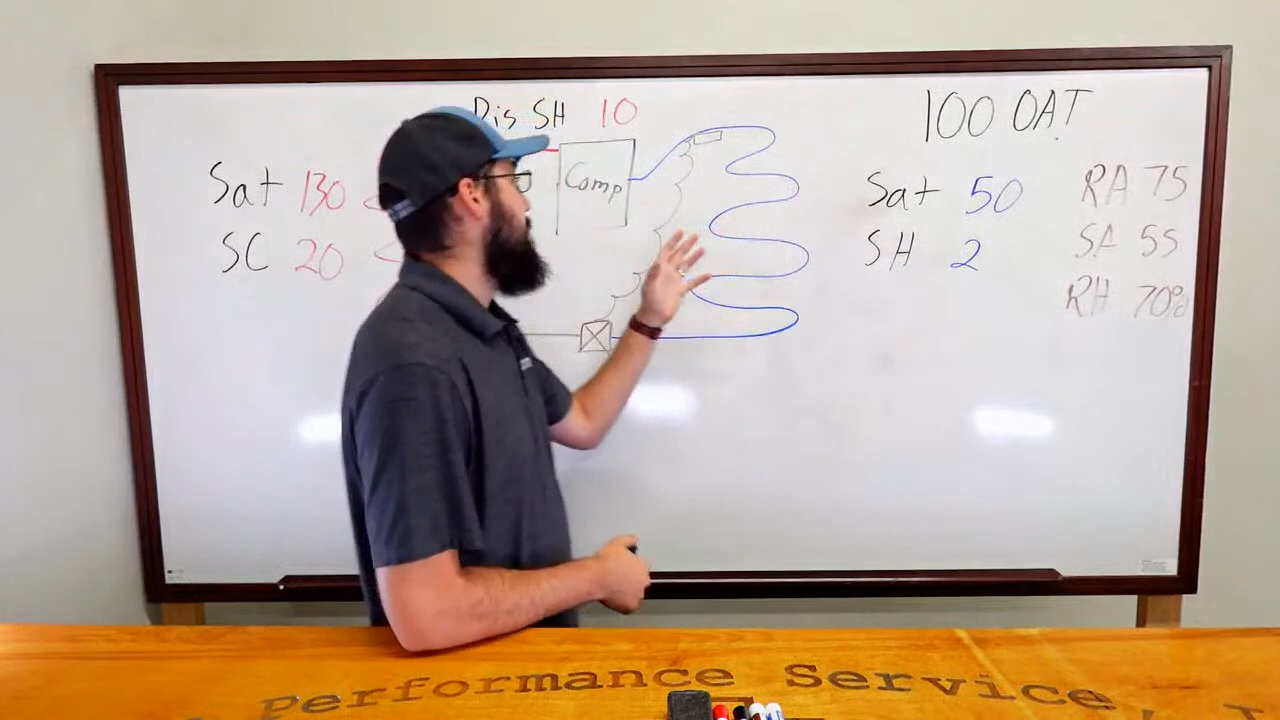 Dis SH 10
100 OAT
Sat 130
Comp
Sat 50
RA 75
SC 20
SH 2
SA 55
RH 70%
Performance Service,